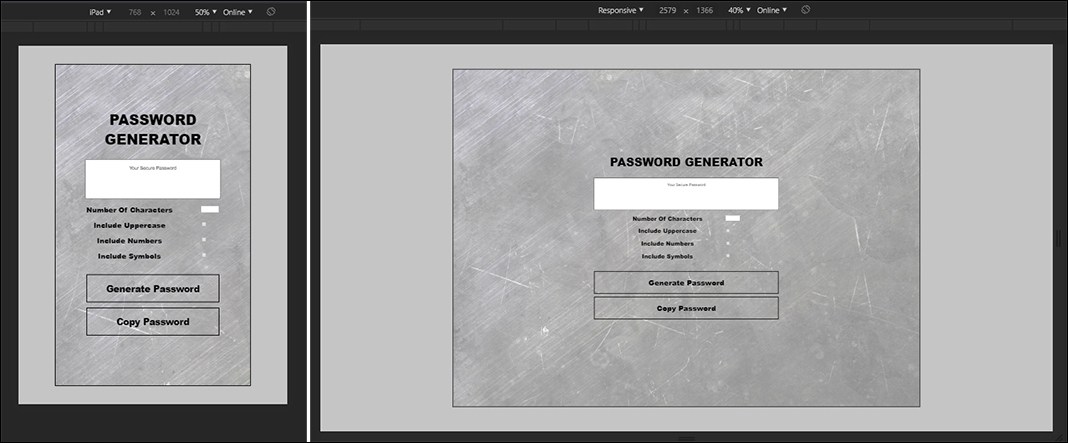 iPad ▼ 768 × 1024 50% ▼ Online ▼
PASSWORD
GENERATOR
Your Secure Password
Number Of Characters
Include Uppercase
Include Numbers
Include Symbols
Generate Password
Copy Password
Responsive ▼ 2579 × 1366 40% ▼ Online ▼
PASSWORD GENERATOR
Your Secure Password
Number Of Characters
Include Uppercase
Include Numbers
Include Symbols
Generate Password
Copy Password